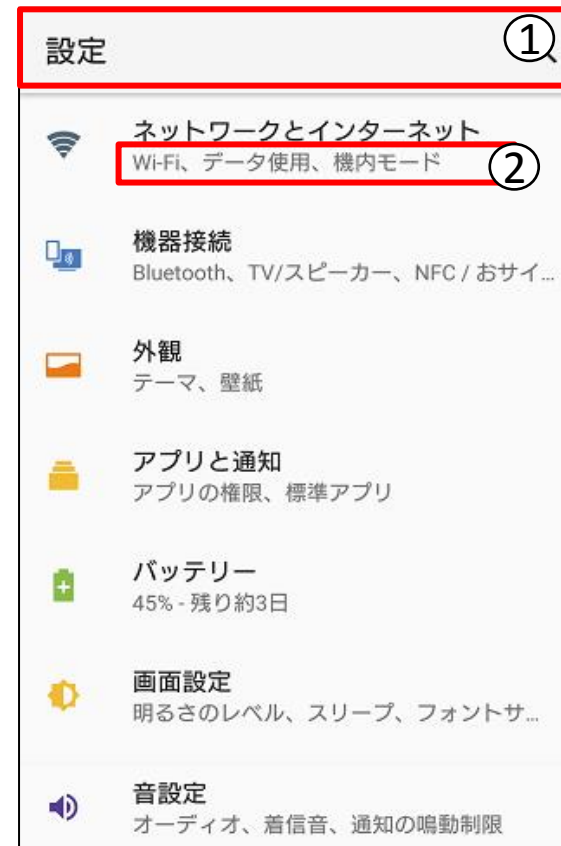 設定 ①
ネットワークとインターネット
Wi-Fi、データ使用、機内モード ②
機器接続
Bluetooth、TV/スピーカー、NFC / おサイ...
外観
テーマ、壁紙
アプリと通知
アプリの権限、標準アプリ
バッテリー
45% - 残り約3日
画面設定
明るさのレベル、スリープ、フォントサ...
音設定
オーディオ、着信音、通知の鳴動制限